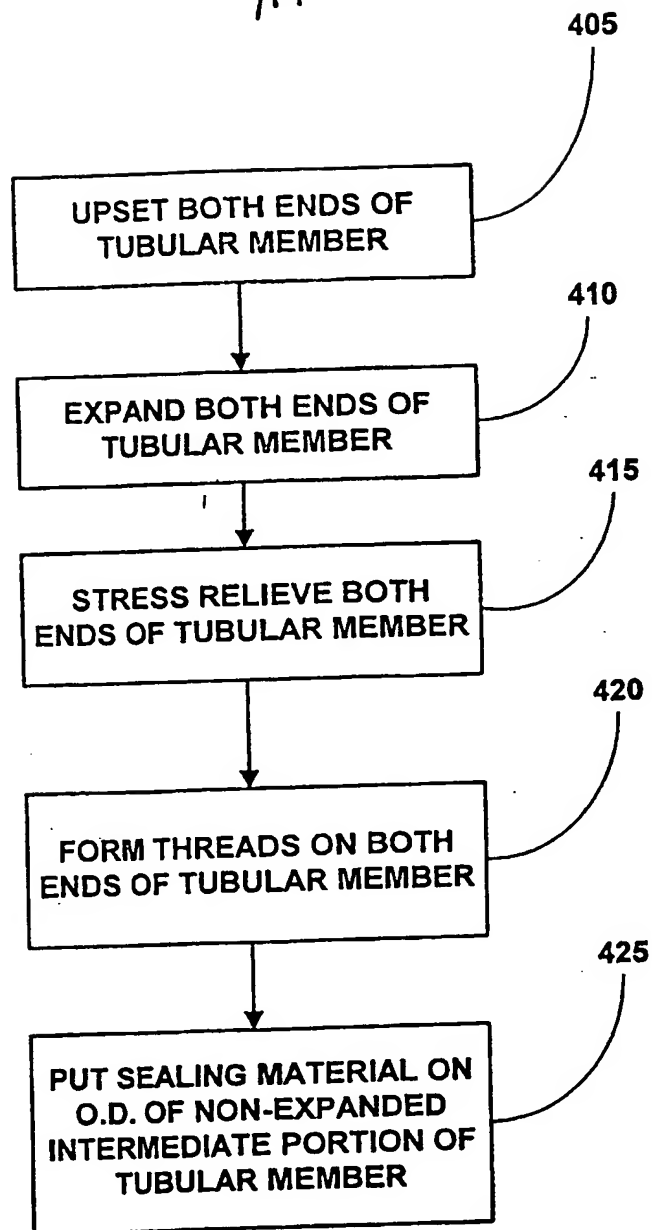 405
UPSET BOTH ENDS OF
TUBULAR MEMBER
410
EXPAND BOTH ENDS OF
TUBULAR MEMBER
415
STRESS RELIEVE BOTH
ENDS OF TUBULAR MEMBER
420
FORM THREADS ON BOTH
ENDS OF TUBULAR MEMBER
425
PUT SEALING MATERIAL ON
O.D. OF NON-EXPANDED
INTERMEDIATE PORTION OF
TUBULAR MEMBER